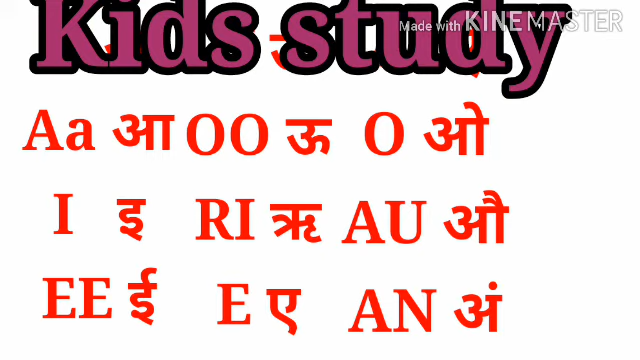 Kids study
Made with KINEMASTER
Aa आ OO ऊ O ओ
I इ RI ऋ AU औ
EE ई E ए AN अं